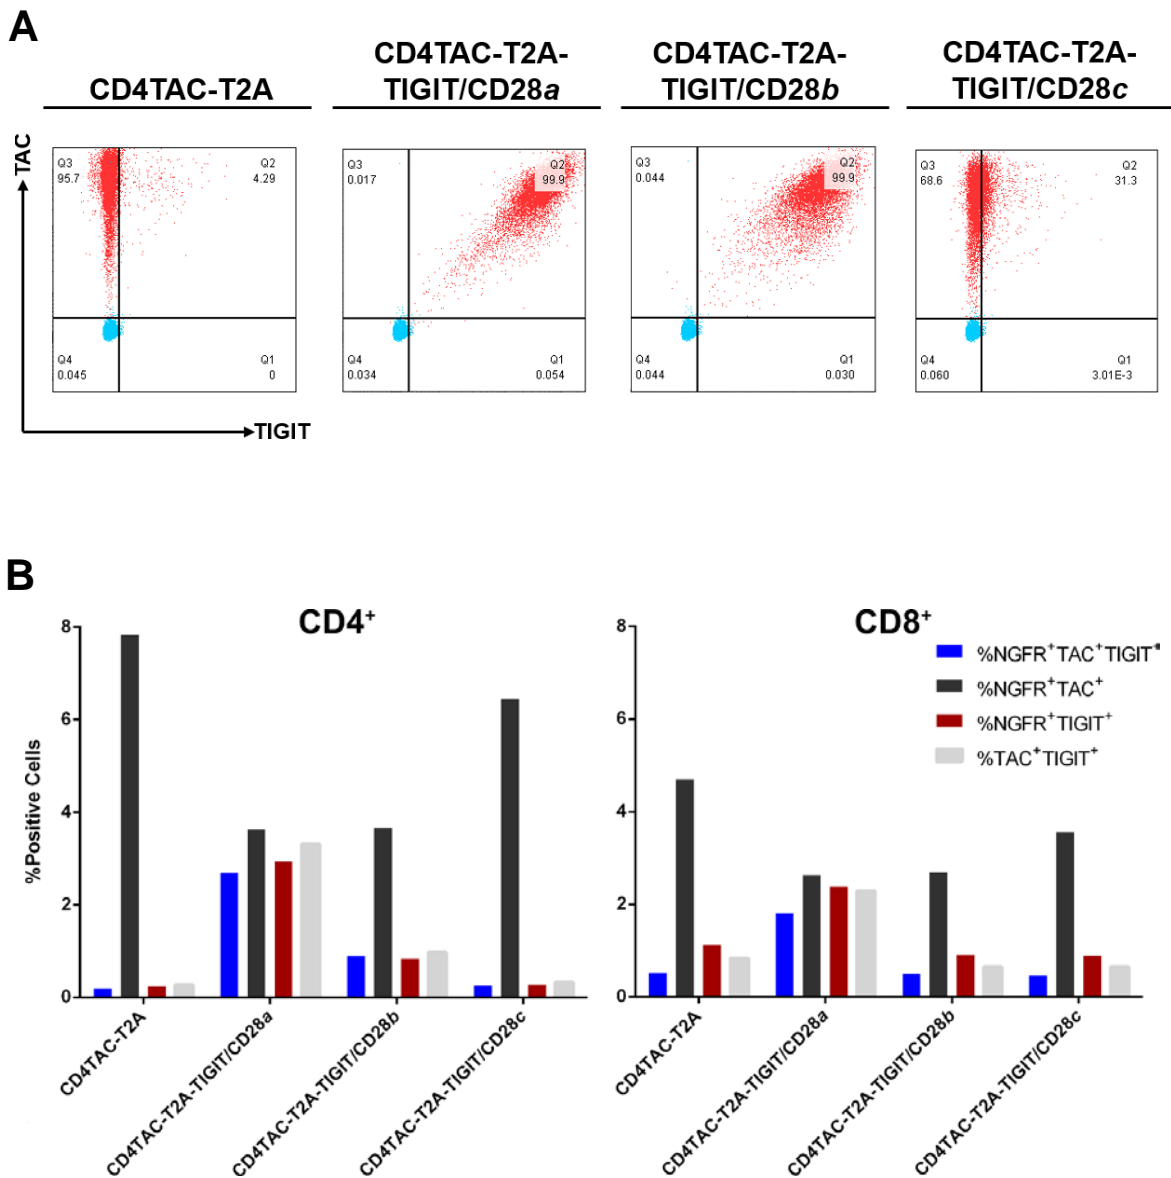 A
CD4TAC-T2A
CD4TAC-T2A-
TIGIT/CD28a
CD4TAC-T2A-
TIGIT/CD28b
CD4TAC-T2A-
TIGIT/CD28c
TAC
Q3
95.7
Q2
4.29
Q4
0.045
Q1
0
Q3
0.017
Q2
99.9
Q4
0.034
Q1
0.054
Q3
0.044
Q2
99.9
Q4
0.044
Q1
0.030
Q3
68.6
Q2
31.3
Q4
0.060
Q1
3.01E-3
TIGIT
B
CD4⁺
%Positive Cells
8
6
4
2
0
CD4TAC-T2A
CD4TAC-T2A-TIGIT/CD28a
CD4TAC-T2A-TIGIT/CD28b
CD4TAC-T2A-TIGIT/CD28c
CD8⁺
8
6
4
2
0
CD4TAC-T2A
CD4TAC-T2A-TIGIT/CD28a
CD4TAC-T2A-TIGIT/CD28b
CD4TAC-T2A-TIGIT/CD28c
%NGFR⁺TAC⁺TIGIT⁺
%NGFR⁺TAC⁺
%NGFR⁺TIGIT⁺
%TAC⁺TIGIT⁺